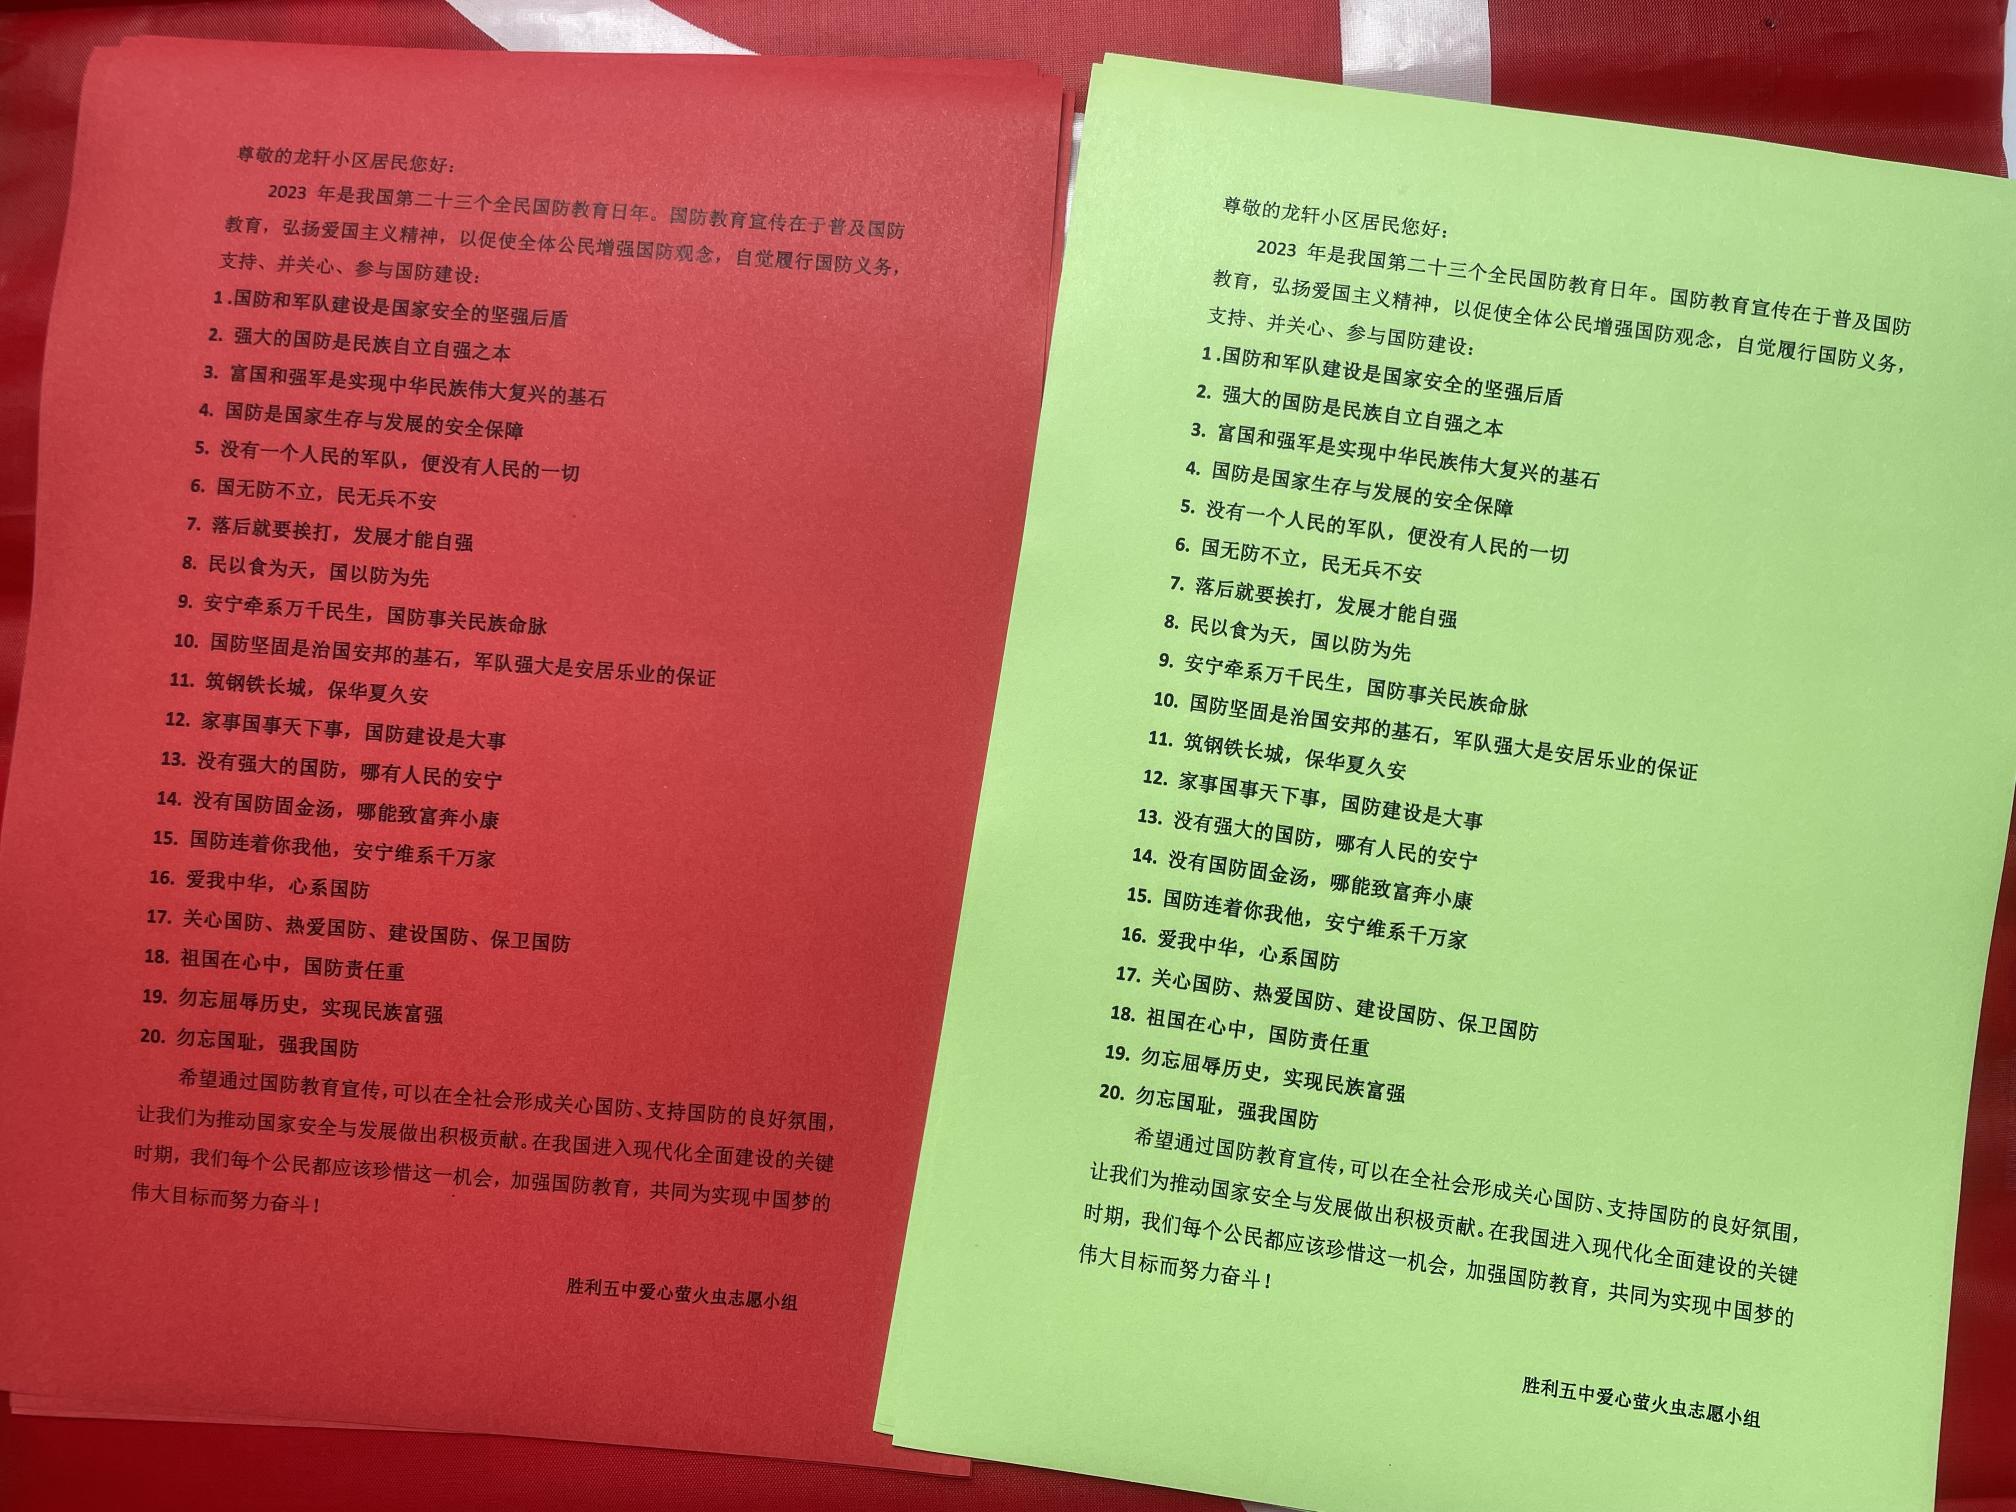 尊敬的龙轩小区居民您好：
2023 年是我国第二十三个全民国防教育日年。国防教育宣传在于普及国防
教育，弘扬爱国主义精神，以促使全体公民增强国防观念，自觉履行国防义务，
支持、并关心、参与国防建设：
1.国防和军队建设是国家安全的坚强后盾
2. 强大的国防是民族自立自强之本
3. 富国和强军是实现中华民族伟大复兴的基石
4. 国防是国家生存与发展的安全保障
5. 没有一个人民的军队，便没有人民的一切
6. 国无防不立，民无兵不安
7. 落后就要挨打，发展才能自强
8. 民以食为天，国以防为先
9. 安宁牵系万千民生，国防事关民族命脉
10. 国防坚固是治国安邦的基石，军队强大是安居乐业的保证
11. 筑钢铁长城，保华夏久安
12. 家事国事天下事，国防建设是大事
13. 没有强大的国防，哪有人民的安宁
14. 没有国防固金汤，哪能致富奔小康
15. 国防连着你我他，安宁维系千万家
16. 爱我中华，心系国防
17. 关心国防、热爱国防、建设国防、保卫国防
18. 祖国在心中，国防责任重
19. 勿忘屈辱历史，实现民族富强
20. 勿忘国耻，强我国防
希望通过国防教育宣传，可以在全社会形成关心国防、支持国防的良好氛围，
让我们为推动国家安全与发展做出积极贡献。在我国进入现代化全面建设的关键
时期，我们每个公民都应该珍惜这一机会，加强国防教育，共同为实现中国梦的
伟大目标而努力奋斗！
胜利五中爱心萤火虫志愿小组
尊敬的龙轩小区居民您好：
2023 年是我国第二十三个全民国防教育日年。国防教育宣传在于普及国防
教育，弘扬爱国主义精神，以促使全体公民增强国防观念，自觉履行国防义务，
支持、并关心、参与国防建设：
1.国防和军队建设是国家安全的坚强后盾
2. 强大的国防是民族自立自强之本
3. 富国和强军是实现中华民族伟大复兴的基石
4. 国防是国家生存与发展的安全保障
5. 没有一个人民的军队，便没有人民的一切
6. 国无防不立，民无兵不安
7. 落后就要挨打，发展才能自强
8. 民以食为天，国以防为先
9. 安宁牵系万千民生，国防事关民族命脉
10. 国防坚固是治国安邦的基石，军队强大是安居乐业的保证
11. 筑钢铁长城，保华夏久安
12. 家事国事天下事，国防建设是大事
13. 没有强大的国防，哪有人民的安宁
14. 没有国防固金汤，哪能致富奔小康
15. 国防连着你我他，安宁维系千万家
16. 爱我中华，心系国防
17. 关心国防、热爱国防、建设国防、保卫国防
18. 祖国在心中，国防责任重
19. 勿忘屈辱历史，实现民族富强
20. 勿忘国耻，强我国防
希望通过国防教育宣传，可以在全社会形成关心国防、支持国防的良好氛围，
让我们为推动国家安全与发展做出积极贡献。在我国进入现代化全面建设的关键
时期，我们每个公民都应该珍惜这一机会，加强国防教育，共同为实现中国梦的
伟大目标而努力奋斗！
胜利五中爱心萤火虫志愿小组